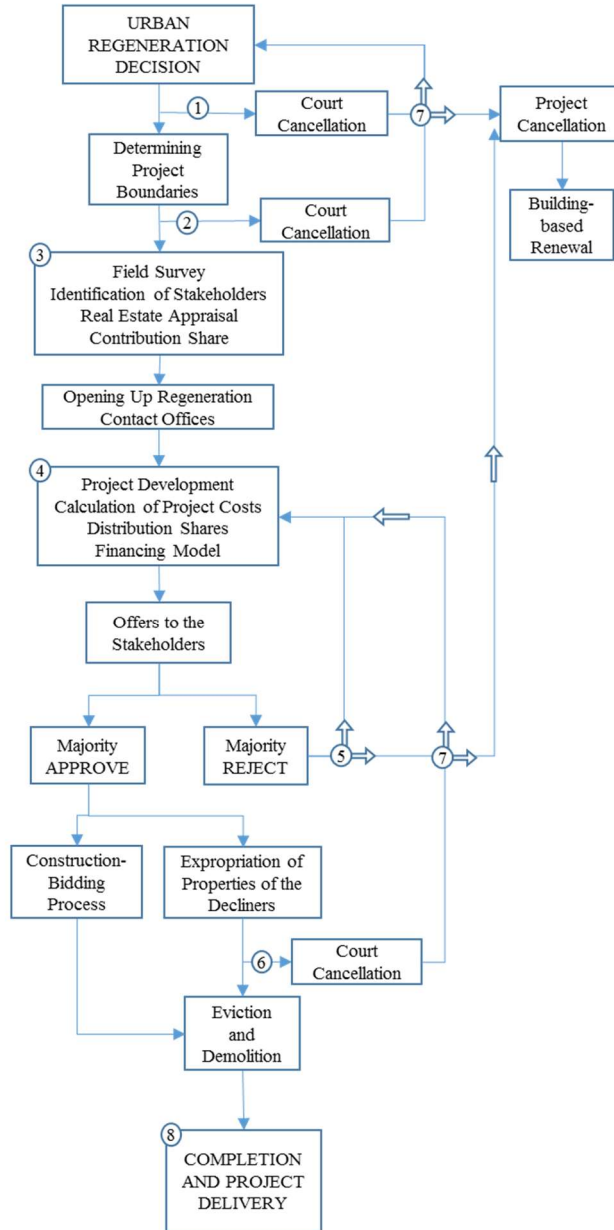 URBAN
REGENERATION
DECISION
1
Court
Cancellation
7
Project
Cancellation
Determining
Project
Boundaries
2
Court
Cancellation
Building-
based
Renewal
3
Field Survey
Identification of Stakeholders
Real Estate Appraisal
Contribution Share
Opening Up Regeneration
Contact Offices
4
Project Development
Calculation of Project Costs
Distribution Shares
Financing Model
Offers to the
Stakeholders
Majority
APPROVE
Majority
REJECT
5
7
Construction-
Bidding
Process
Expropriation of
Properties of the
Decliners
6
Court
Cancellation
Eviction
and
Demolition
8
COMPLETION
AND PROJECT
DELIVERY